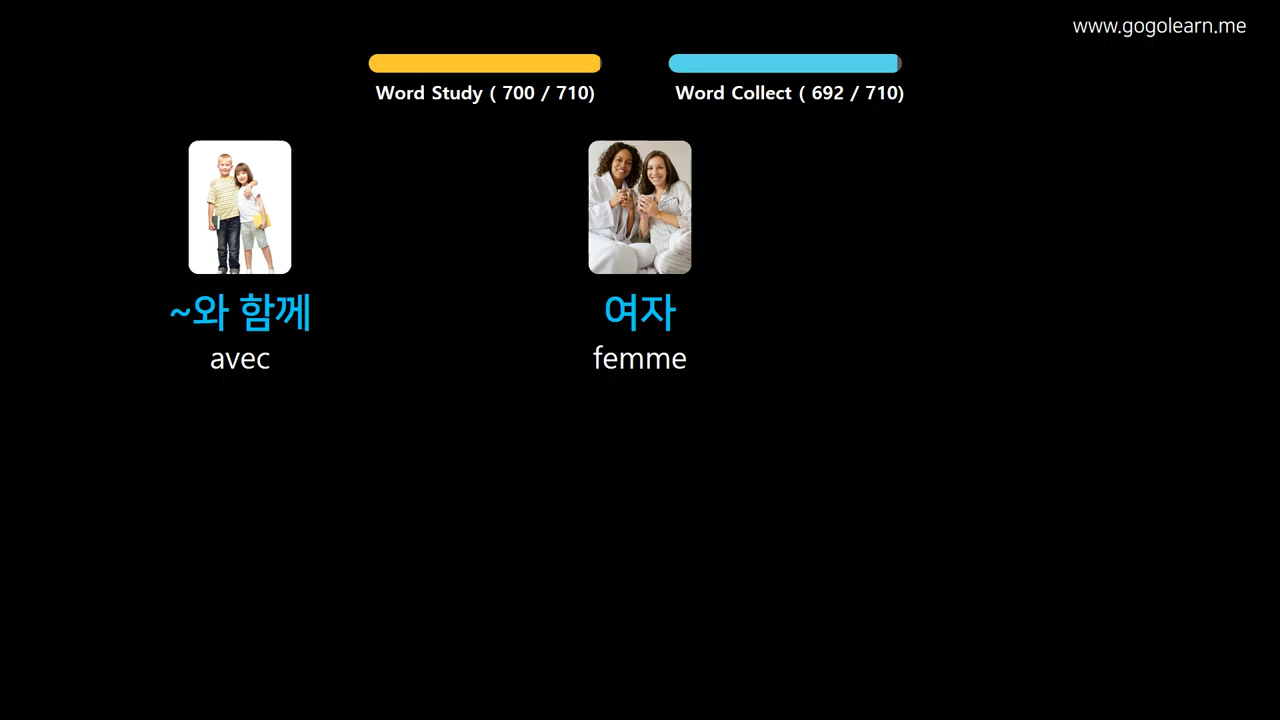 www.gogolearn.me
Word Study ( 700 / 710)
Word Collect ( 692 / 710)
~와 함께
avec
여자
femme